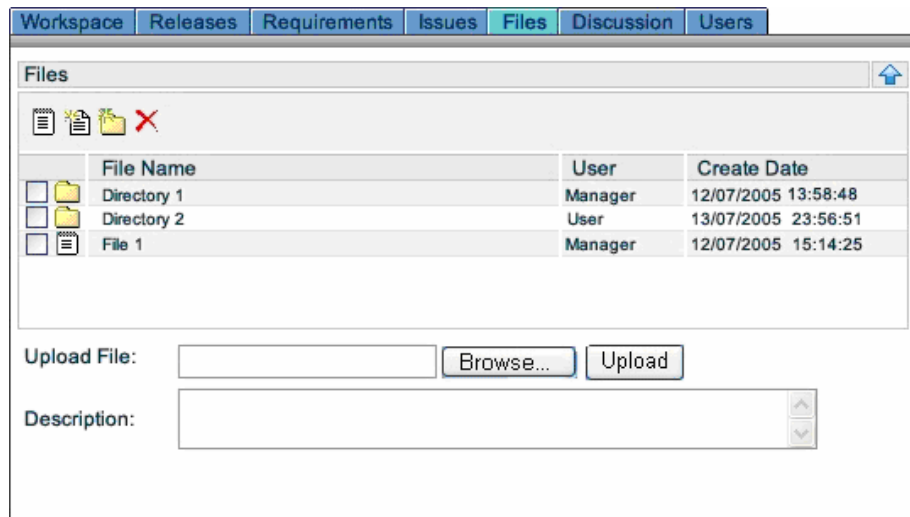 Workspace Releases Requirements Issues Files Discussion Users
Files
File Name User Create Date
Directory 1 Manager 12/07/2005 13:58:48
Directory 2 User 13/07/2005 23:56:51
File 1 Manager 12/07/2005 15:14:25
Upload File: Browse... Upload
Description: